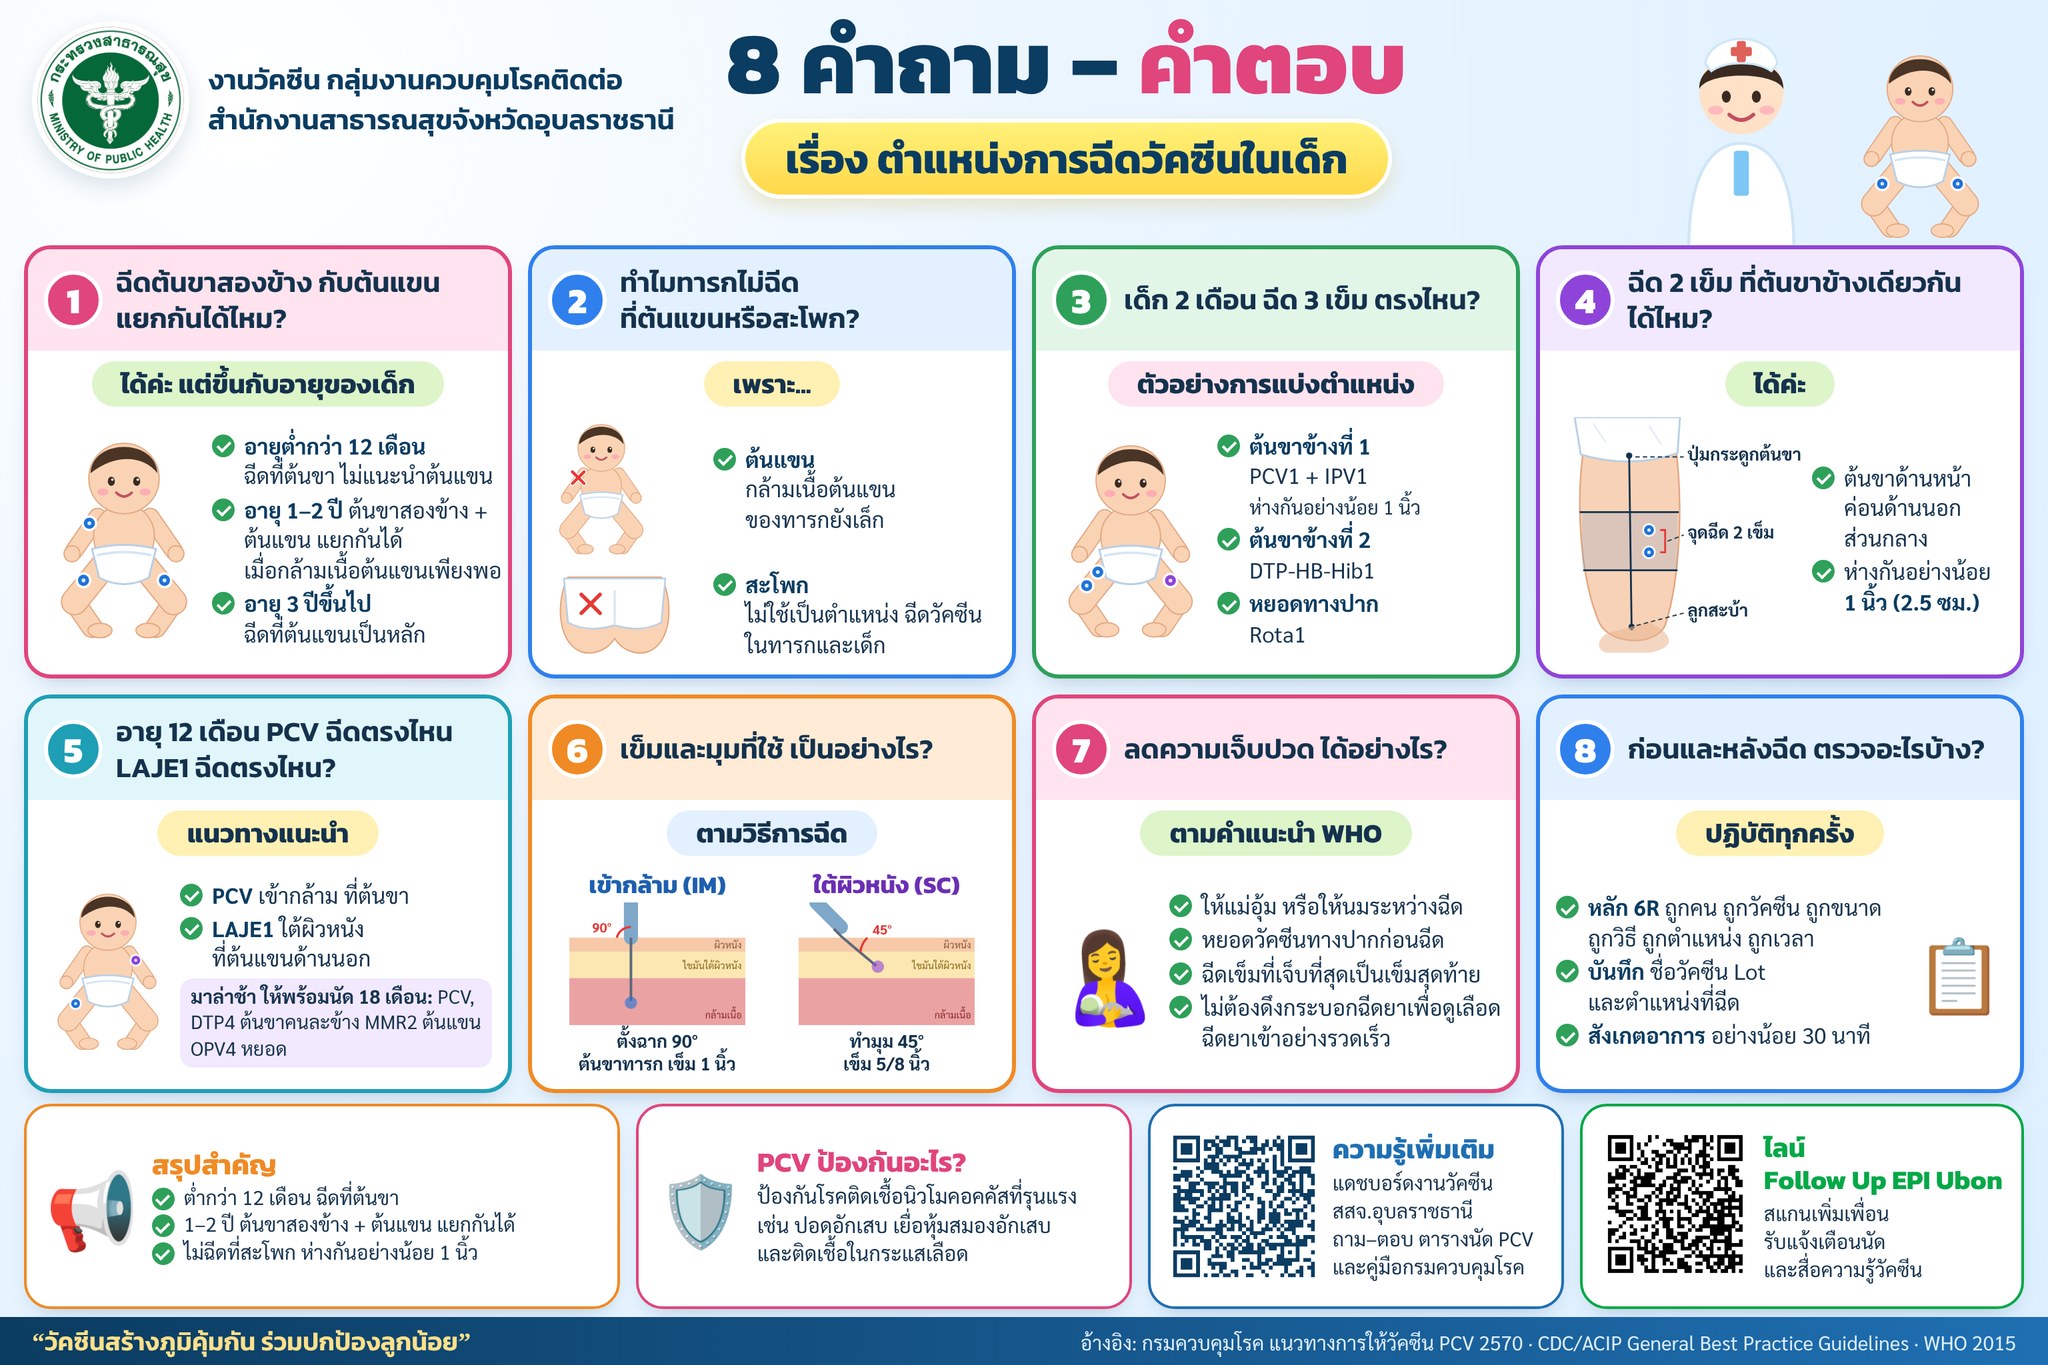 กระทรวงสาธารณสุข
MINISTRY OF PUBLIC HEALTH
งานวัคซีน กลุ่มงานควบคุมโรคติดต่อ
สำนักงานสาธารณสุขจังหวัดอุบลราชธานี
8 คำถาม – คำตอบ
เรื่อง ตำแหน่งการฉีดวัคซีนในเด็ก
1
ฉีดต้นขาสองข้าง กับต้นแขน
แยกกันได้ไหม?
ได้ค่ะ แต่ขึ้นกับอายุของเด็ก
อายุต่ำกว่า 12 เดือน
ฉีดที่ต้นขา ไม่แนะนำต้นแขน
อายุ 1–2 ปี ต้นขาสองข้าง +
ต้นแขน แยกกันได้
เมื่อกล้ามเนื้อต้นแขนเพียงพอ
อายุ 3 ปีขึ้นไป
ฉีดที่ต้นแขนเป็นหลัก
2
ทำไมทารกไม่ฉีด
ที่ต้นแขนหรือสะโพก?
เพราะ...
ต้นแขน
กล้ามเนื้อต้นแขน
ของทารกยังเล็ก
สะโพก
ไม่ใช้เป็นตำแหน่ง ฉีดวัคซีน
ในทารกและเด็ก
3
เด็ก 2 เดือน ฉีด 3 เข็ม ตรงไหน?
ตัวอย่างการแบ่งตำแหน่ง
ต้นขาข้างที่ 1
PCV1 + IPV1
ห่างกันอย่างน้อย 1 นิ้ว
ต้นขาข้างที่ 2
DTP-HB-Hib1
หยอดทางปาก
Rota1
4
ฉีด 2 เข็ม ที่ต้นขาข้างเดียวกัน
ได้ไหม?
ได้ค่ะ
ปุ่มกระดูกต้นขา
จุดฉีด 2 เข็ม
ลูกสะบ้า
ต้นขาด้านหน้า
ค่อนด้านนอก
ส่วนกลาง
ห่างกันอย่างน้อย
1 นิ้ว (2.5 ซม.)
5
อายุ 12 เดือน PCV ฉีดตรงไหน
LAJE1 ฉีดตรงไหน?
แนวทางแนะนำ
PCV เข้ากล้าม ที่ต้นขา
LAJE1 ใต้ผิวหนัง
ที่ต้นแขนด้านนอก
มาล่าช้า ให้พร้อมนัด 18 เดือน: PCV,
DTP4 ต้นขาคนละข้าง MMR2 ต้นแขน
OPV4 หยอด
6
เข็มและมุมที่ใช้ เป็นอย่างไร?
ตามวิธีการฉีด
เข้ากล้าม (IM)
90°
ผิวหนัง
ไขมันใต้ผิวหนัง
กล้ามเนื้อ
ตั้งฉาก 90°
ต้นขาทารก เข็ม 1 นิ้ว
ใต้ผิวหนัง (SC)
45°
ผิวหนัง
ไขมันใต้ผิวหนัง
กล้ามเนื้อ
ทำมุม 45°
เข็ม 5/8 นิ้ว
7
ลดความเจ็บปวด ได้อย่างไร?
ตามคำแนะนำ WHO
ให้แม่อุ้ม หรือให้นมระหว่างฉีด
หยอดวัคซีนทางปากก่อนฉีด
ฉีดเข็มที่เจ็บที่สุดเป็นเข็มสุดท้าย
ไม่ต้องดึงกระบอกฉีดยาเพื่อดูเลือด
ฉีดยาเข้าอย่างรวดเร็ว
8
ก่อนและหลังฉีด ตรวจอะไรบ้าง?
ปฏิบัติทุกครั้ง
หลัก 6R ถูกคน ถูกวัคซีน ถูกขนาด
ถูกวิธี ถูกตำแหน่ง ถูกเวลา
บันทึก ชื่อวัคซีน Lot
และตำแหน่งที่ฉีด
สังเกตอาการ อย่างน้อย 30 นาที
สรุปสำคัญ
ต่ำกว่า 12 เดือน ฉีดที่ต้นขา
1–2 ปี ต้นขาสองข้าง + ต้นแขน แยกกันได้
ไม่ฉีดที่สะโพก ห่างกันอย่างน้อย 1 นิ้ว
PCV ป้องกันอะไร?
ป้องกันโรคติดเชื้อนิวโมคอคคัสที่รุนแรง
เช่น ปอดอักเสบ เยื่อหุ้มสมองอักเสบ
และติดเชื้อในกระแสเลือด
ความรู้เพิ่มเติม
แดชบอร์ดงานวัคซีน
สสจ.อุบลราชธานี
ถาม–ตอบ ตารางนัด PCV
และคู่มือกรมควบคุมโรค
ไลน์
Follow Up EPI Ubon
สแกนเพิ่มเพื่อน
รับแจ้งเตือนนัด
และสื่อความรู้วัคซีน
“วัคซีนสร้างภูมิคุ้มกัน ร่วมปกป้องลูกน้อย”
อ้างอิง: กรมควบคุมโรค แนวทางการให้วัคซีน PCV 2570 · CDC/ACIP General Best Practice Guidelines · WHO 2015